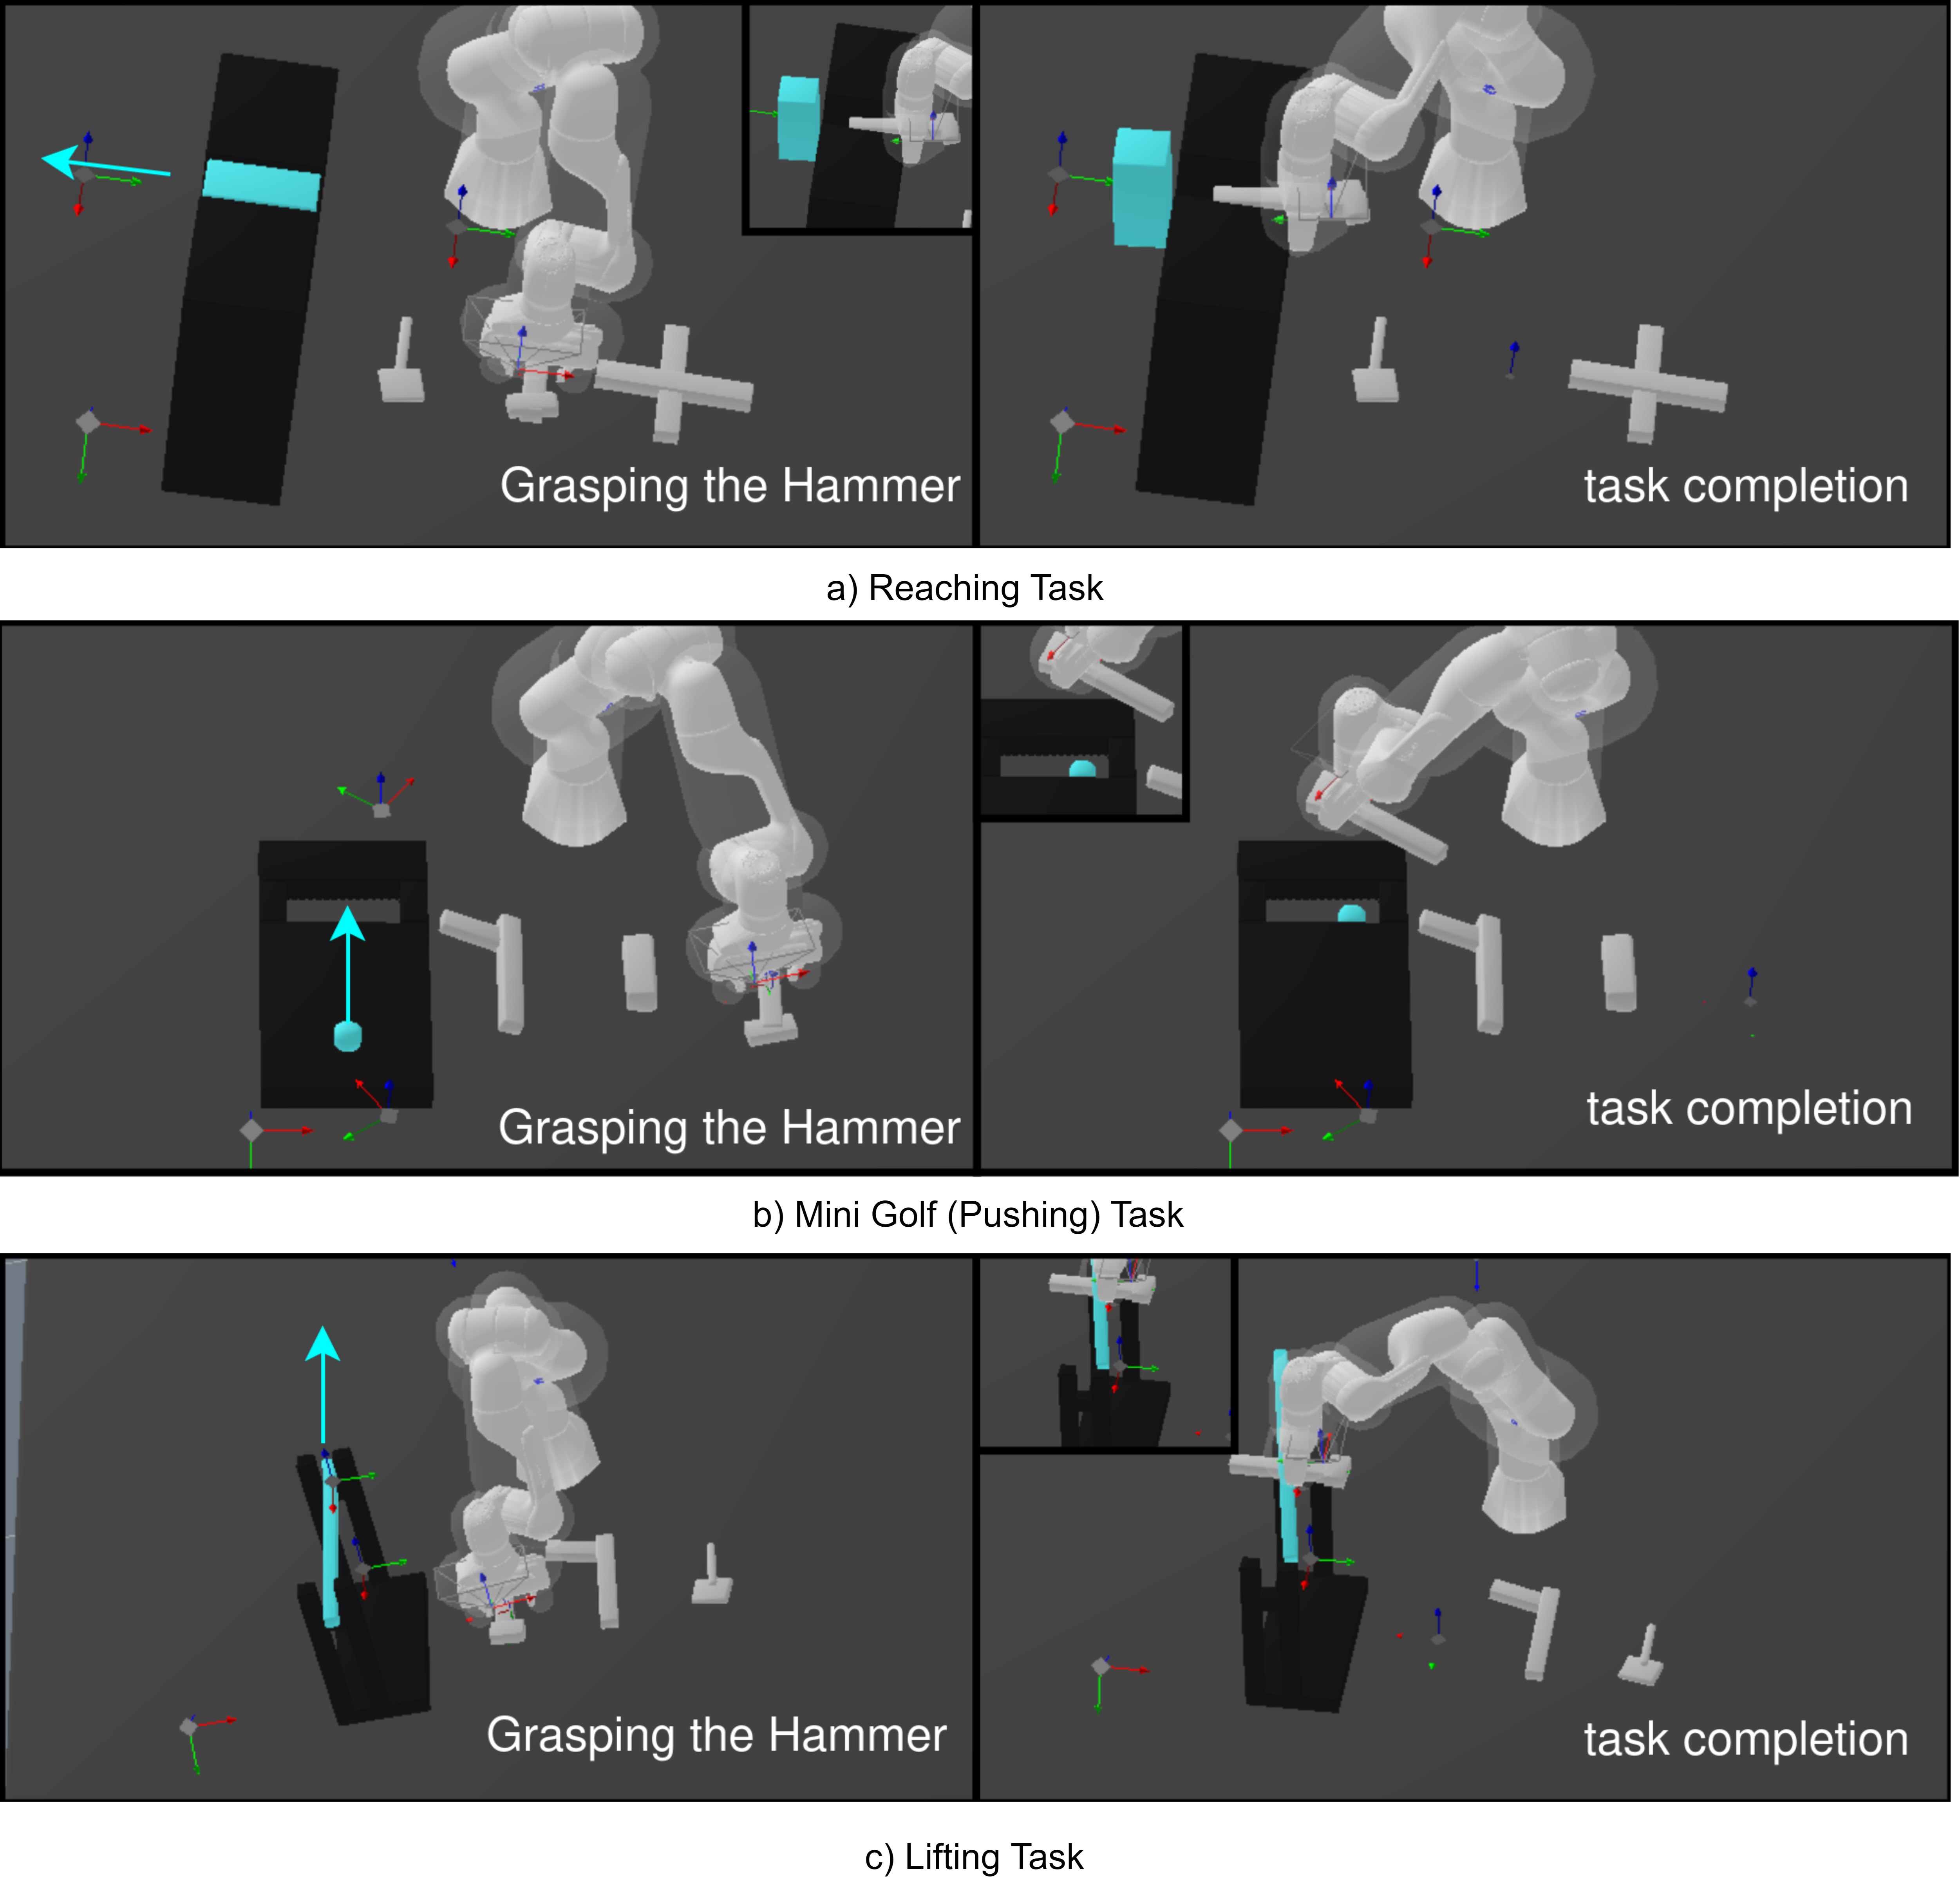 Grasping the Hammer
task completion
a) Reaching Task
Grasping the Hammer
task completion
b) Mini Golf (Pushing) Task
Grasping the Hammer
task completion
c) Lifting Task